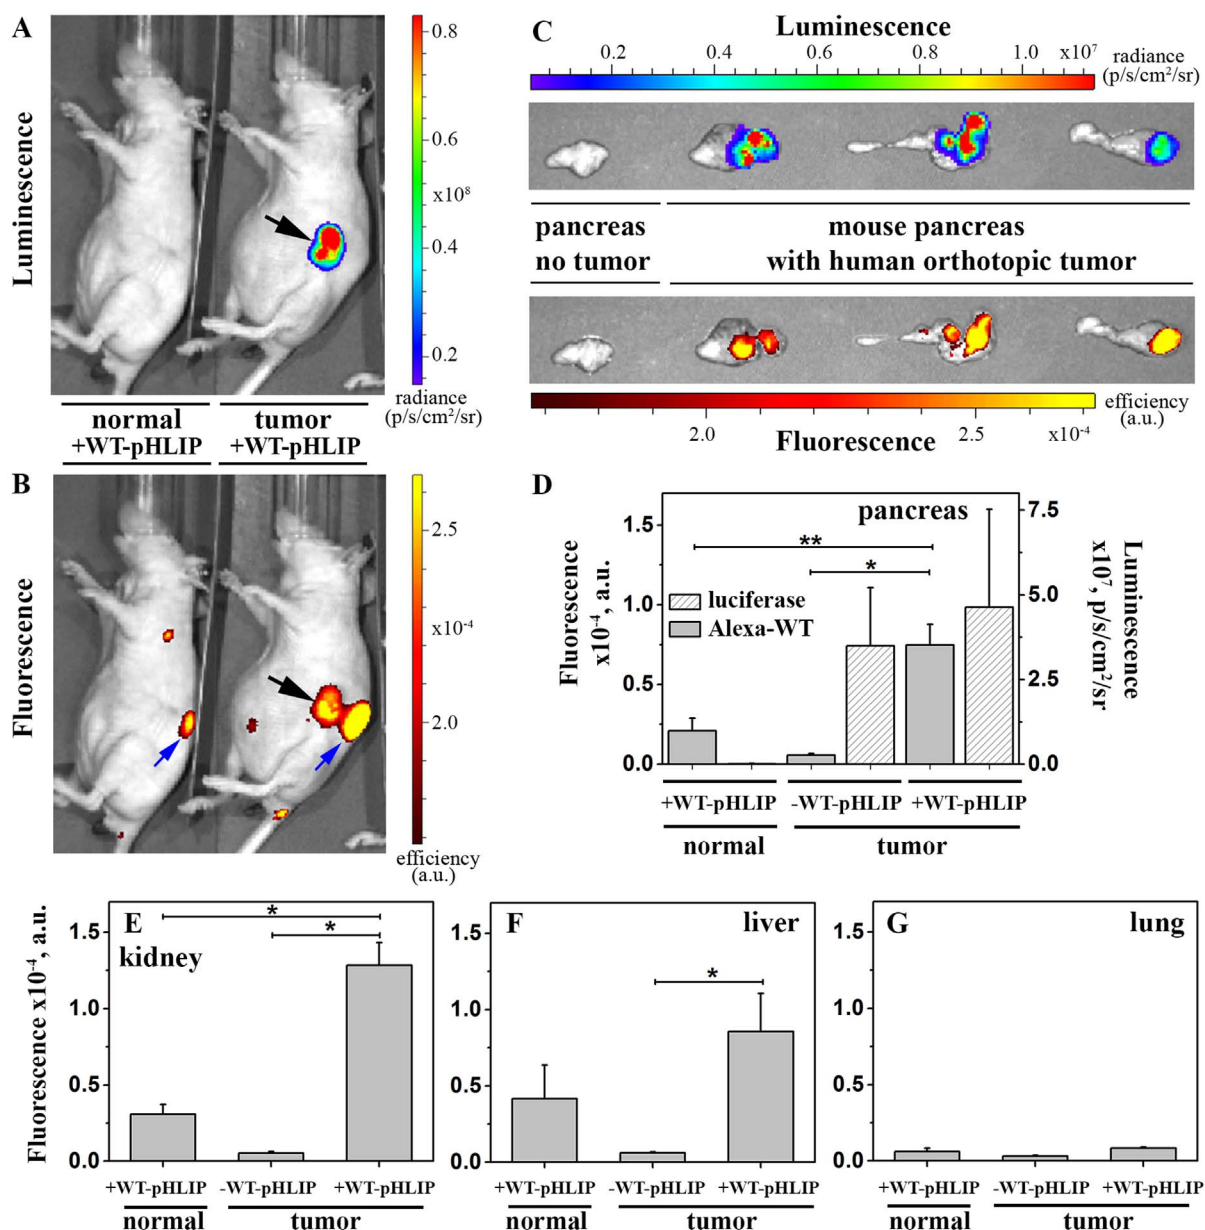 A
Luminescence
0.8
0.6
x10⁸
0.4
0.2
radiance
(p/s/cm²/sr)
normal
+WT-pHLIP
tumor
+WT-pHLIP
B
Fluorescence
2.5
x10⁻⁴
2.0
efficiency
(a.u.)
C
Luminescence
0.2 0.4 0.6 0.8 1.0 x10⁷
radiance
(p/s/cm²/sr)
pancreas
no tumor
mouse pancreas
with human orthotopic tumor
2.0 2.5 x10⁻⁴
Fluorescence
efficiency
(a.u.)
D
pancreas
Fluorescence
x10⁻⁴, a.u.
1.5
1.0
0.5
0.0
**
*
luciferase
Alexa-WT
7.5
5.0
2.5
0.0
Luminescence
x10⁷, p/s/cm²/sr
+WT-pHLIP -WT-pHLIP +WT-pHLIP
normal tumor
E
kidney
Fluorescence x10⁻⁴, a.u.
1.5
1.0
0.5
0.0
*
*
+WT-pHLIP -WT-pHLIP +WT-pHLIP
normal tumor
F
liver
1.5
1.0
0.5
0.0
*
+WT-pHLIP -WT-pHLIP +WT-pHLIP
normal tumor
G
lung
1.5
1.0
0.5
0.0
+WT-pHLIP -WT-pHLIP +WT-pHLIP
normal tumor